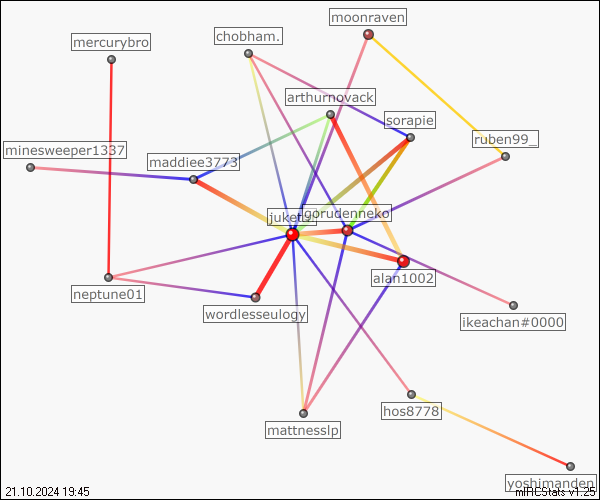 moonraven
chobham.
mercurybro
arthurnovack
sorapie
ruben99_
minesweeper1337
maddiee3773
gorudenneko
alan1002
neptune01
wordlesseulogy
ikeachan#0000
hos8778
mattnesslp
yoshimanden
21.10.2024 19:45
mIRCStats v1.25